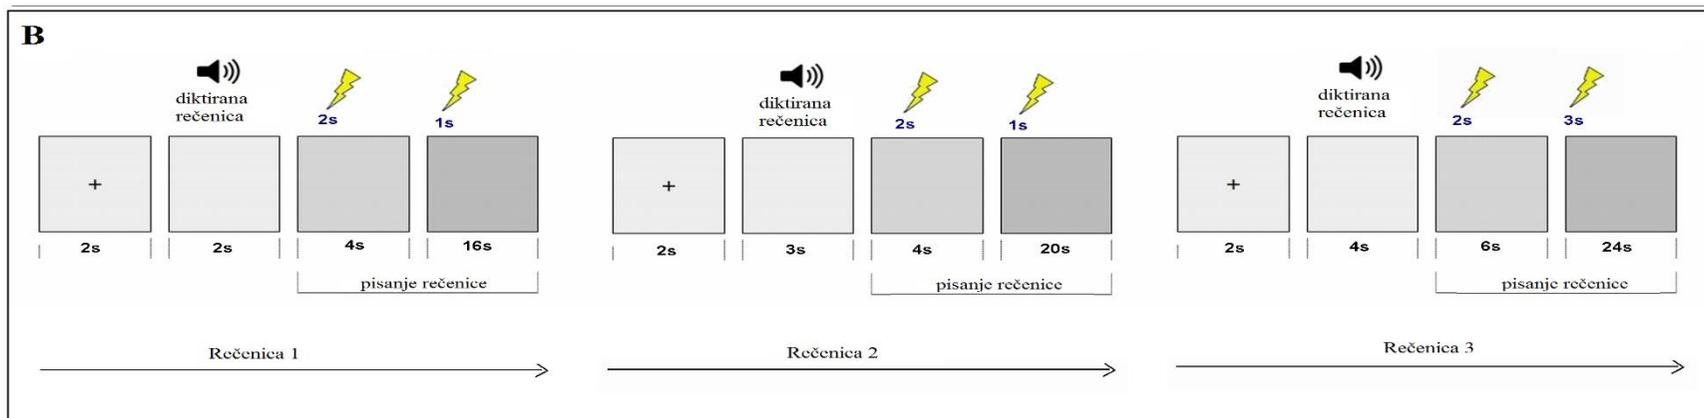 B
diktirana
rečenica
2s
1s
+
2s
2s
4s
16s
pisanje rečenice
Rečenica 1
diktirana
rečenica
2s
1s
+
2s
3s
4s
20s
pisanje rečenice
Rečenica 2
diktirana
rečenica
2s
3s
+
2s
4s
6s
24s
pisanje rečenice
Rečenica 3